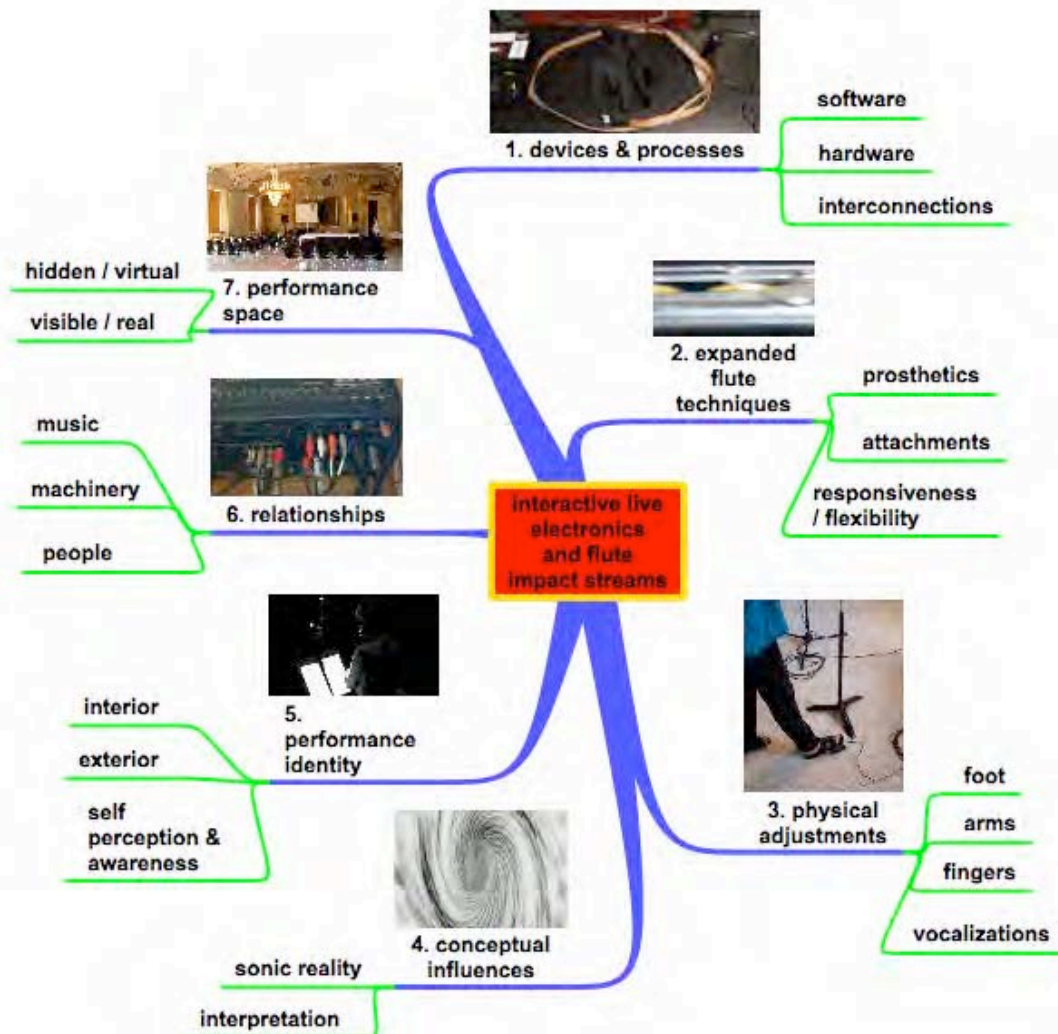 interactive live
electronics
and flute
impact streams
1. devices & processes
software
hardware
interconnections
2. expanded
flute
techniques
prosthetics
attachments
responsiveness
/ flexibility
3. physical
adjustments
foot
arms
fingers
vocalizations
4. conceptual
influences
sonic reality
interpretation
5.
performance
identity
interior
exterior
self
perception &
awareness
6. relationships
music
machinery
people
7. performance
space
hidden / virtual
visible / real